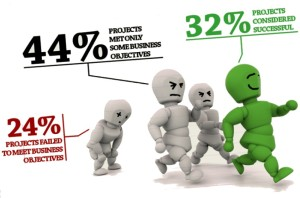 44%
PROJECTS
MET ONLY
SOME BUSINESS
OBJECTIVES
32%
PROJECTS
CONSIDERED
SUCCESSFUL
24%
PROJECTS FAILED
TO MEET BUSINESS
OBJECTIVES